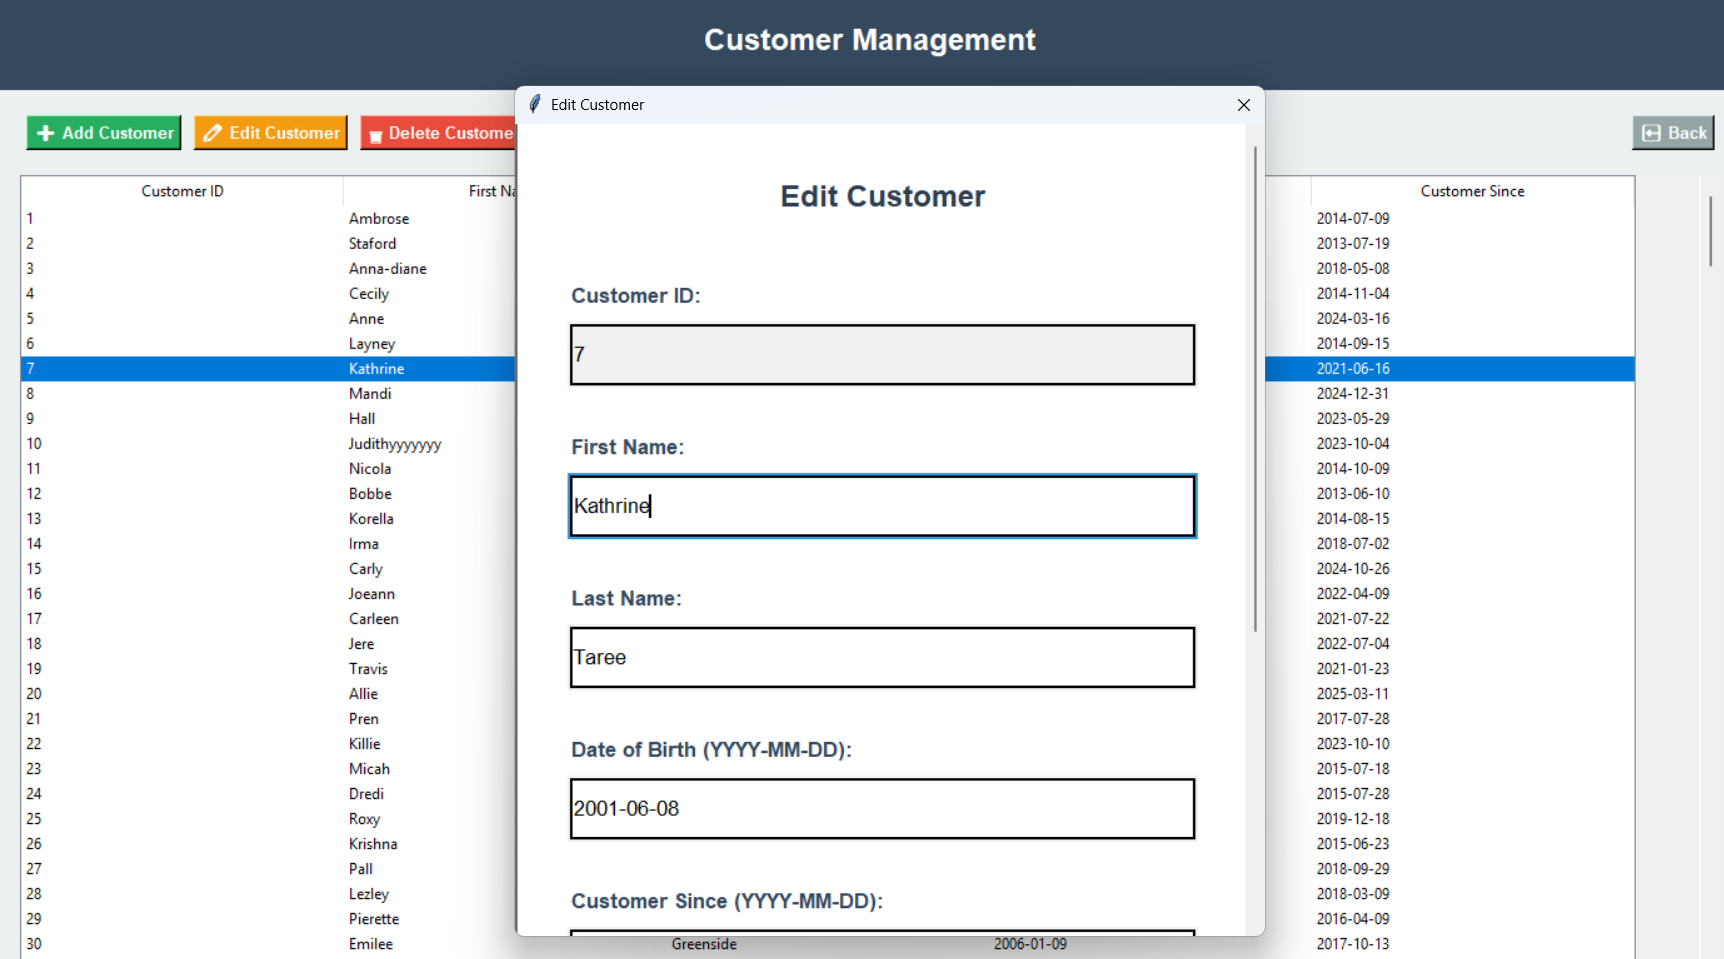 Customer Management
Edit Customer
Add Customer Edit Customer Delete Back
Customer ID First Customer Since
1 Ambrose 2014-07-09
2 Staford 2013-07-19
3 Anna-diane 2018-05-08
4 Cecily 2014-11-04
5 Anne 2024-03-16
6 Layney 2014-09-15
7 Kathrine 2021-06-16
8 Mandi 2024-12-31
9 Hall 2023-05-29
10 Judithyyyyyyy 2023-10-04
11 Nicola 2014-10-09
12 Bobbe 2013-06-10
13 Korella 2014-08-15
14 Irma 2018-07-02
15 Carly 2024-10-26
16 Joeann 2022-04-09
17 Carleen 2021-07-22
18 Jere 2022-07-04
19 Travis 2021-01-23
20 Allie 2025-03-11
21 Pren 2017-07-28
22 Killie 2023-10-10
23 Micah 2015-07-18
24 Dredi 2015-07-28
25 Roxy 2019-12-18
26 Krishna 2015-06-23
27 Pall 2018-09-29
28 Lezley 2018-03-09
29 Pierette 2016-04-09
30 Emilee Greenside 2006-01-09 2017-10-13
Edit Customer
Customer ID:
7
First Name:
Kathrine
Last Name:
Taree
Date of Birth (YYYY-MM-DD):
2001-06-08
Customer Since (YYYY-MM-DD):